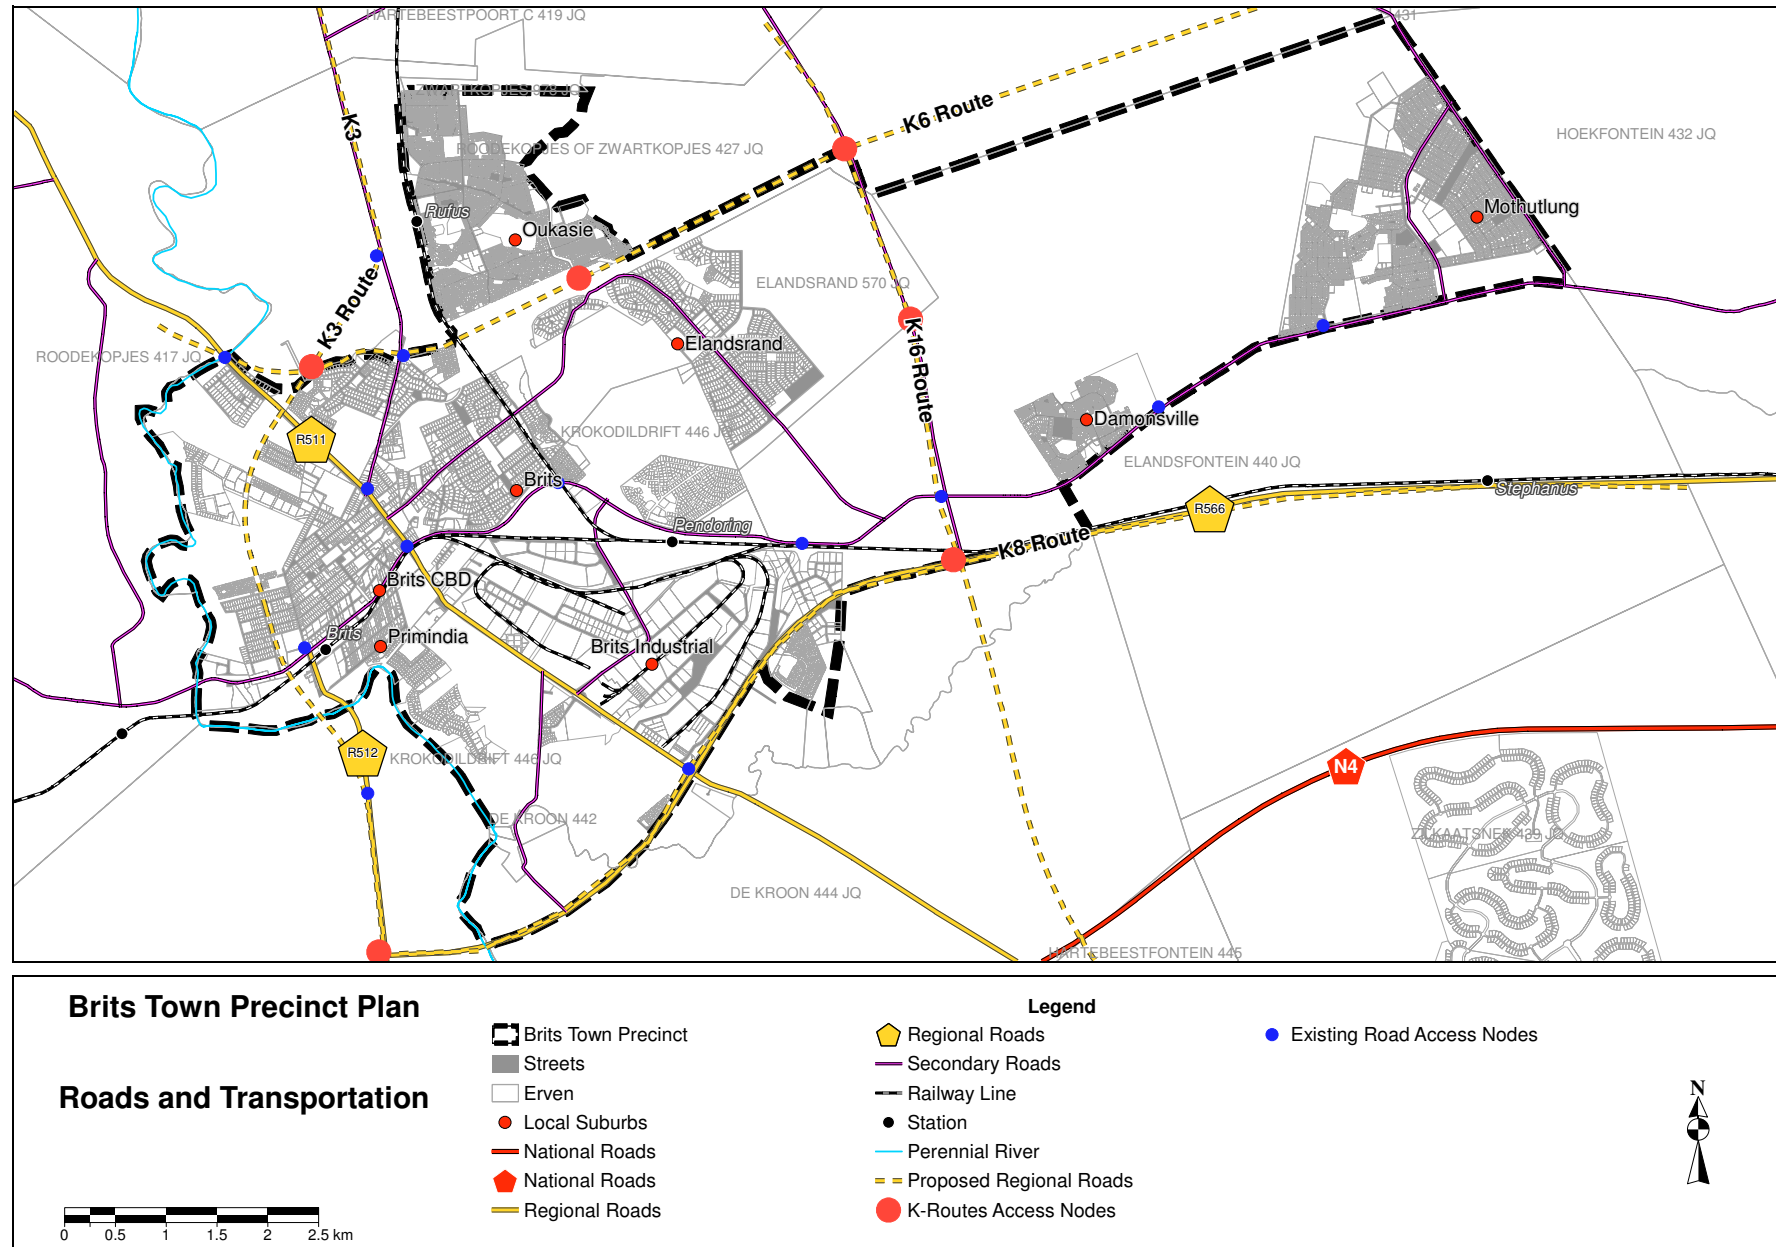 HARTEBEESTPOORT C 419 JQ
431
ZWARTKOPJES 978 JQ
K6 Route
K3
HOEKFONTEIN 432 JQ
ROODEKOPJES OF ZWARTKOPJES 427 JQ
Rufus
Mothutlung
Oukasie
ELANDSRAND 570 JQ
K3 Route
Elandsrand
ROODEKOPJES 417 JQ
K16 Route
Damonsville
R511
KROKODILDRIFT 446 JQ
ELANDSFONTEIN 440 JQ
Brits
Stephanus
R566
Pendoring
K8 Route
Brits CBD
Brits
Primindia
Brits Industrial
R512
KROKODILDRIFT 446 JQ
N4
DE KROON 442
ZILKAATSNEK 439 JQ
DE KROON 444 JQ
HARTEBEESTFONTEIN 445
Brits Town Precinct Plan
Roads and Transportation
0 0.5 1 1.5 2 2.5 km
Legend
Brits Town Precinct
Streets
Erven
Local Suburbs
National Roads
National Roads
Regional Roads
Regional Roads
Secondary Roads
Railway Line
Station
Perennial River
Proposed Regional Roads
K-Routes Access Nodes
Existing Road Access Nodes
N